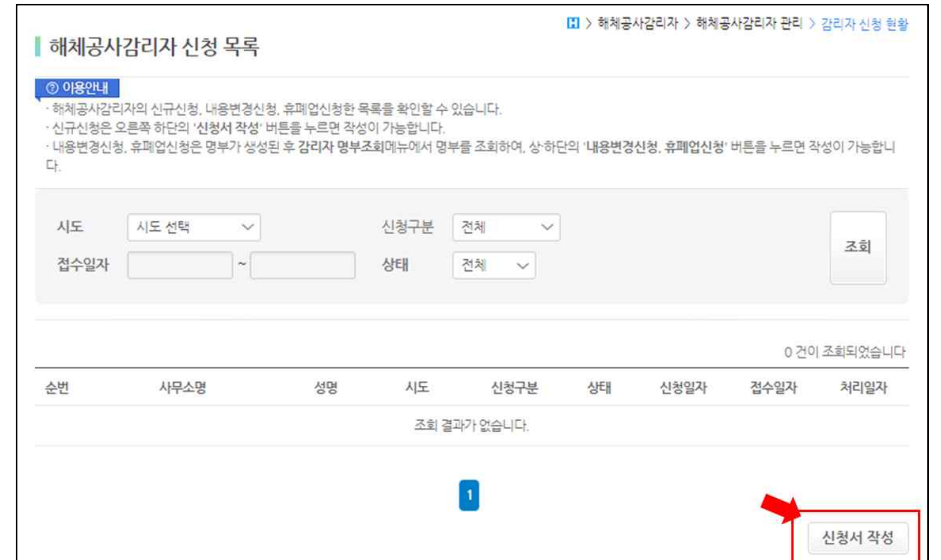 H > 해체공사감리자 > 해체공사감리자 관리 > 감리자 신청 현황
해체공사감리자 신청 목록
? 이용안내
· 해체공사감리자의 신규신청, 내용변경신청, 휴폐업신청한 목록을 확인할 수 있습니다.
· 신규신청은 오른쪽 하단의 '신청서 작성' 버튼을 누르면 작성이 가능합니다.
· 내용변경신청, 휴폐업신청은 명부가 생성된 후 감리자 명부조회메뉴에서 명부를 조회하여, 상·하단의 '내용변경신청, 휴폐업신청' 버튼을 누르면 작성이 가능합니
다.
시도 시도 선택 신청구분 전체
조회
접수일자 ~ 상태 전체
0 건이 조회되었습니다
순번 사무소명 성명 시도 신청구분 상태 신청일자 접수일자 처리일자
조회 결과가 없습니다.
1
신청서 작성